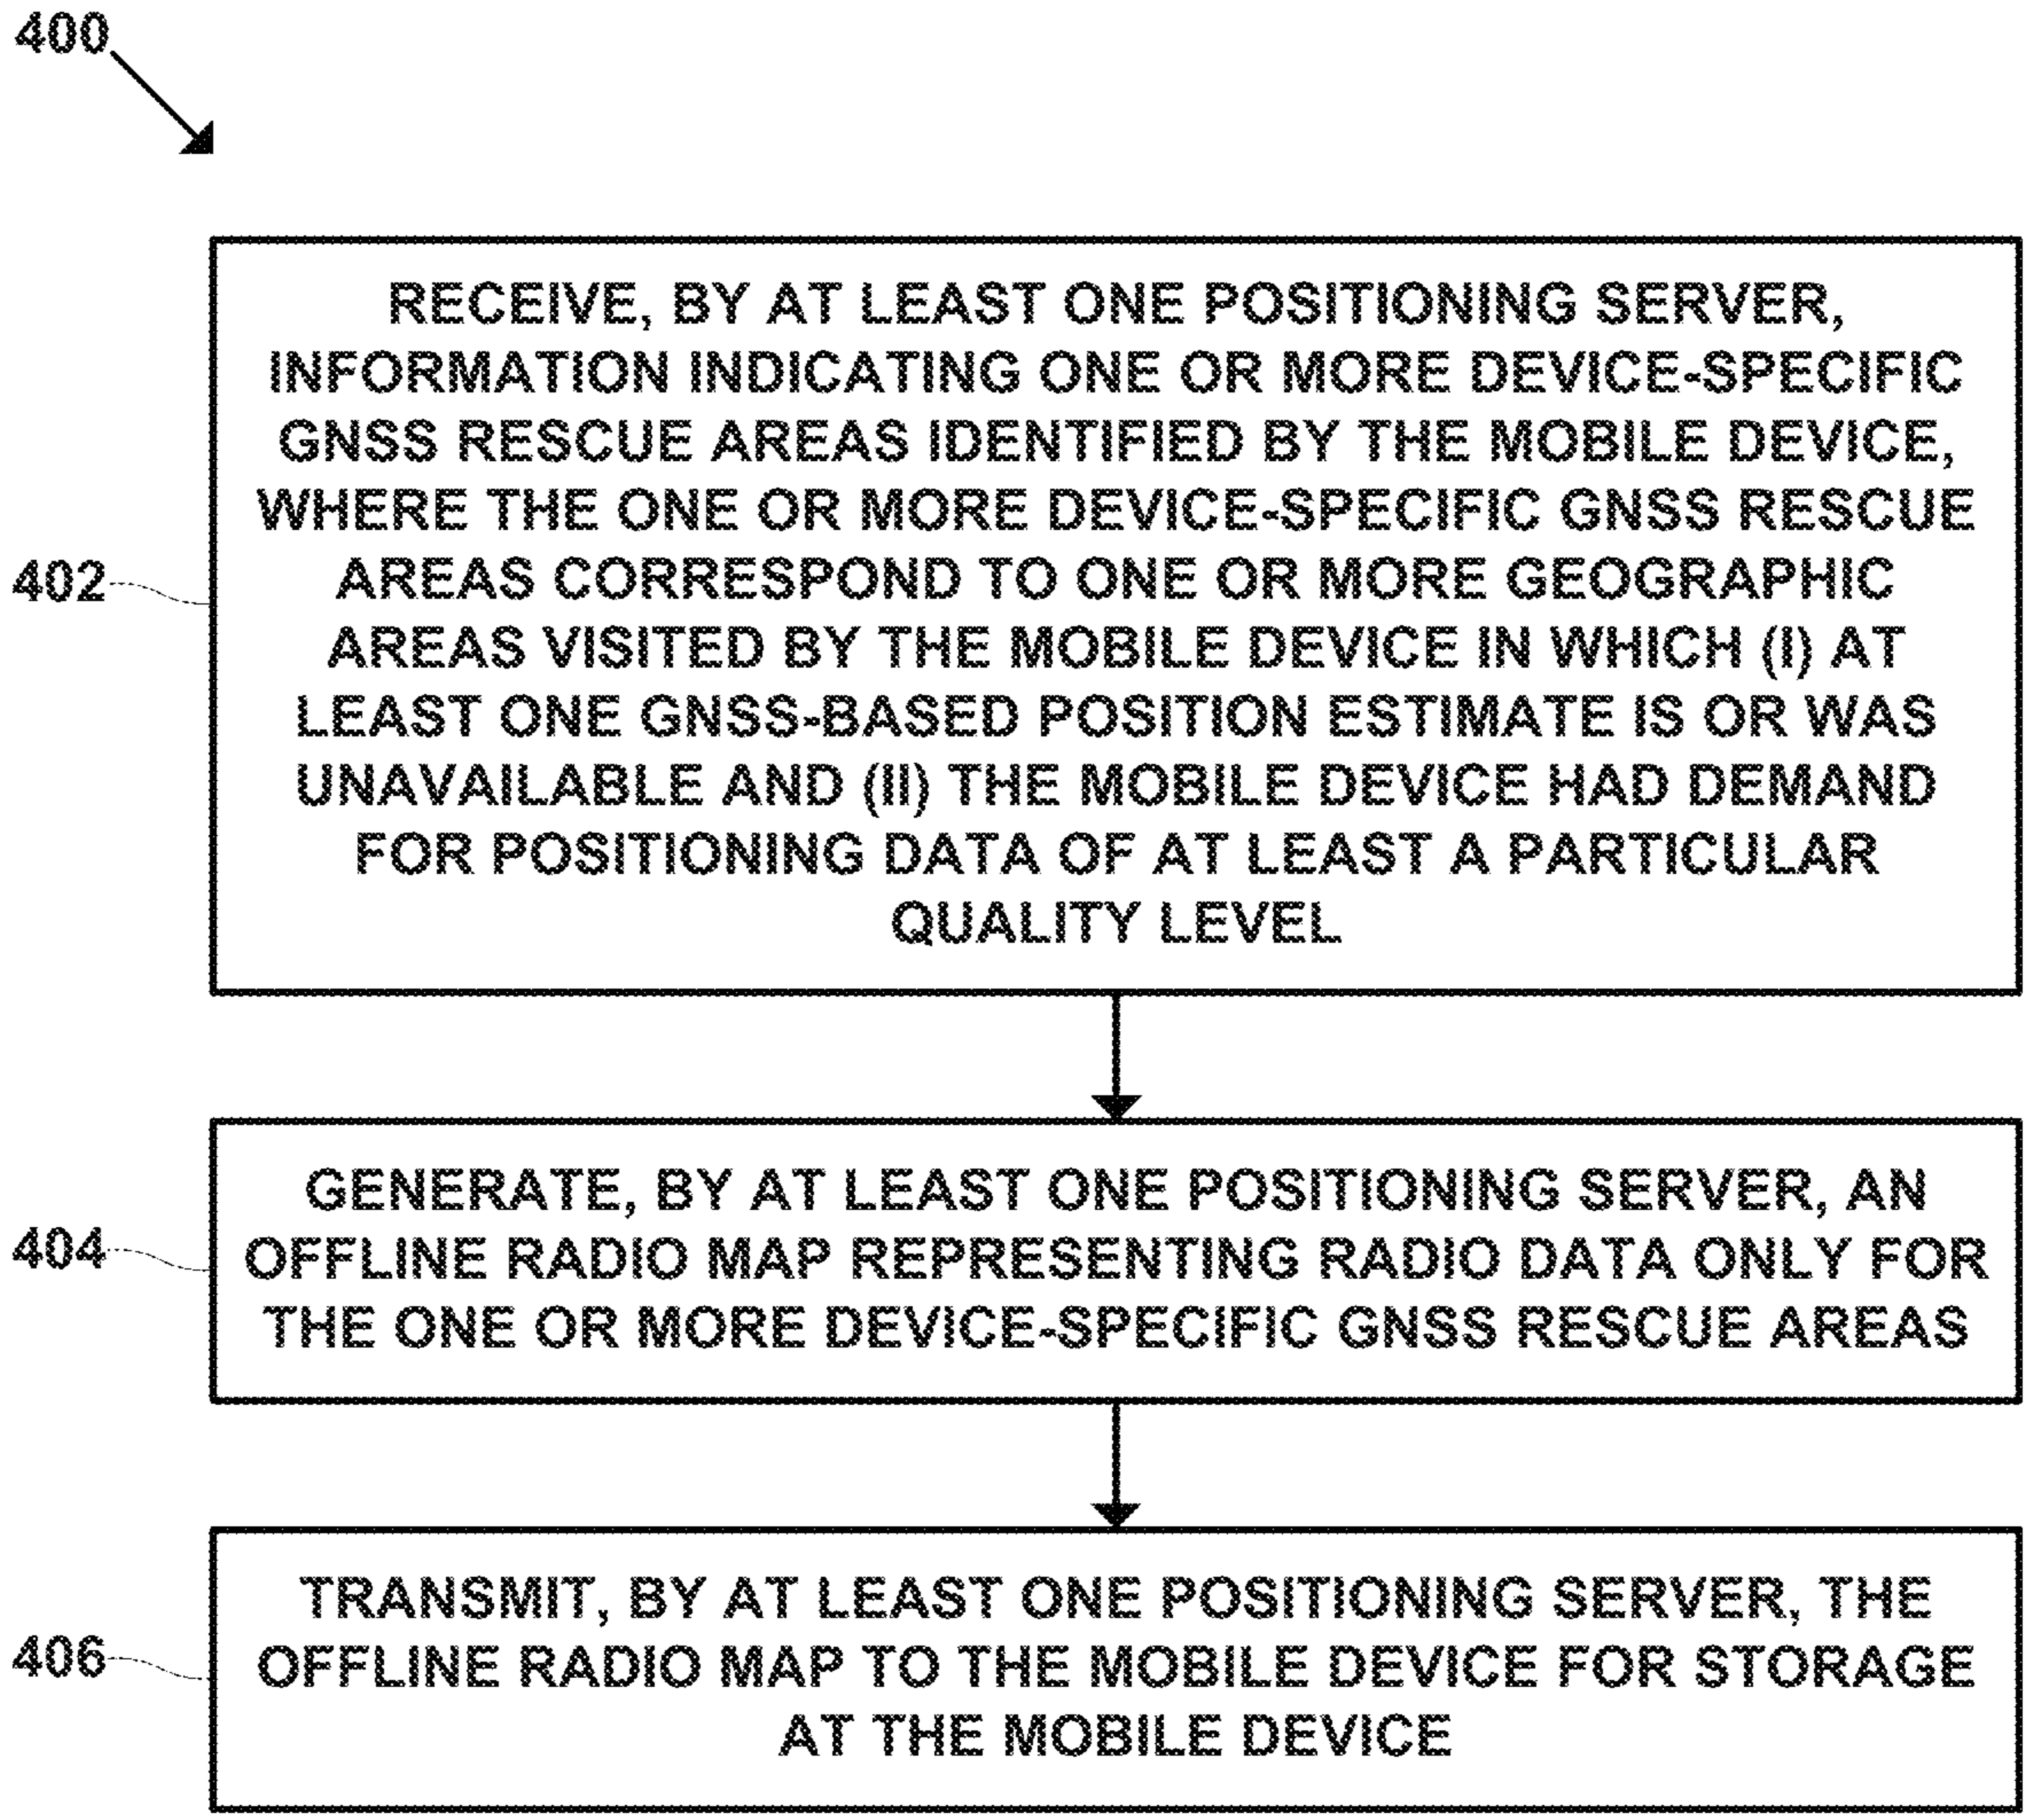 400
RECEIVE, BY AT LEAST ONE POSITIONING SERVER,
INFORMATION INDICATING ONE OR MORE DEVICE-SPECIFIC
GNSS RESCUE AREAS IDENTIFIED BY THE MOBILE DEVICE,
WHERE THE ONE OR MORE DEVICE-SPECIFIC GNSS RESCUE
AREAS CORRESPOND TO ONE OR MORE GEOGRAPHIC
AREAS VISITED BY THE MOBILE DEVICE IN WHICH (I) AT
LEAST ONE GNSS-BASED POSITION ESTIMATE IS OR WAS
UNAVAILABLE AND (II) THE MOBILE DEVICE HAD DEMAND
FOR POSITIONING DATA OF AT LEAST A PARTICULAR
QUALITY LEVEL
402
GENERATE, BY AT LEAST ONE POSITIONING SERVER, AN
OFFLINE RADIO MAP REPRESENTING RADIO DATA ONLY FOR
THE ONE OR MORE DEVICE-SPECIFIC GNSS RESCUE AREAS
404
TRANSMIT, BY AT LEAST ONE POSITIONING SERVER, THE
OFFLINE RADIO MAP TO THE MOBILE DEVICE FOR STORAGE
AT THE MOBILE DEVICE
406